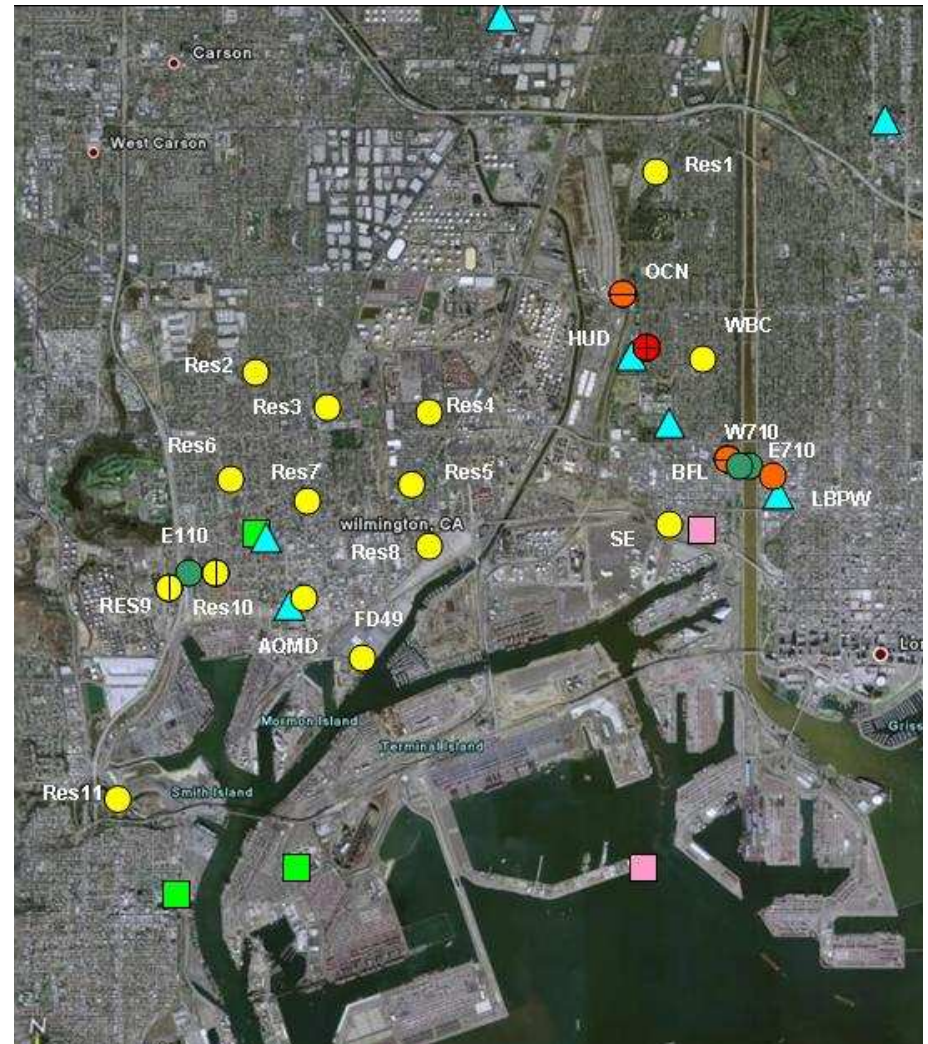 Carson
West Carson
Res1
OCN
HUD
WBC
Res2
Res3
Res4
W710
E710
Res6
Res7
Res5
BFL
LBPW
wilmington, CA
E110
SE
Res8
RES9
Res10
FD49
AQMD
Mormon Island
Terminal Island
Res11
Smith Island
N